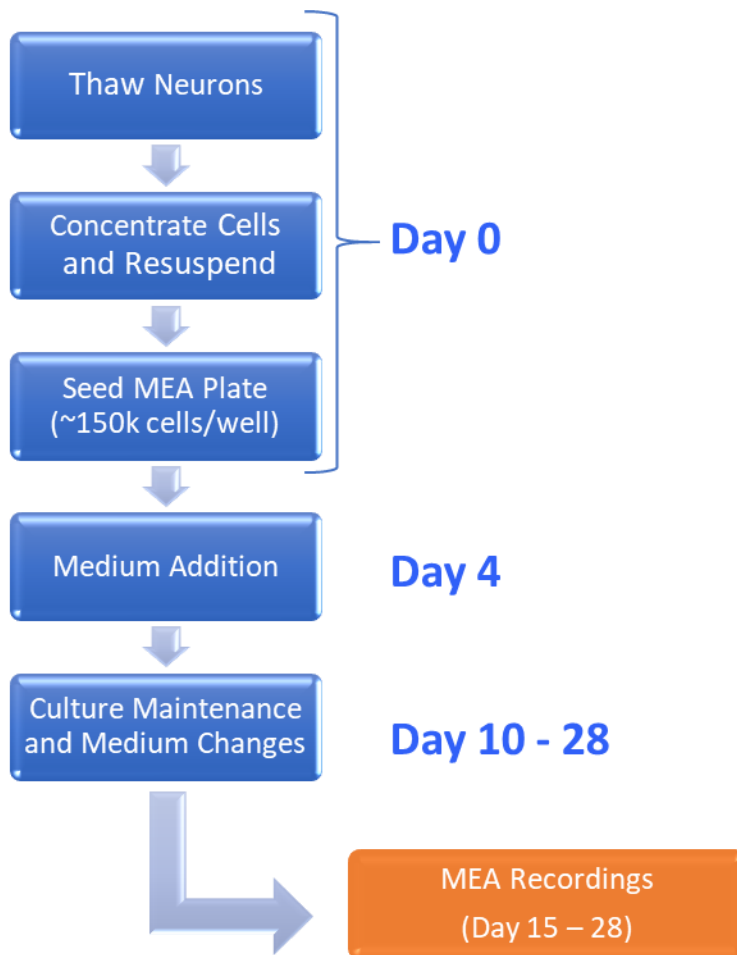 Thaw Neurons
Concentrate Cells
and Resuspend
Day 0
Seed MEA Plate
(~150k cells/well)
Medium Addition
Day 4
Culture Maintenance
and Medium Changes
Day 10 - 28
MEA Recordings
(Day 15 – 28)